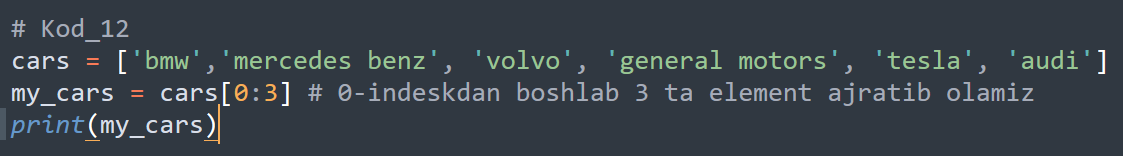 # Kod_12
cars = ['bmw','mercedes benz', 'volvo', 'general motors', 'tesla', 'audi']
my_cars = cars[0:3] # 0-indeskdan boshlab 3 ta element ajratib olamiz
print(my_cars)